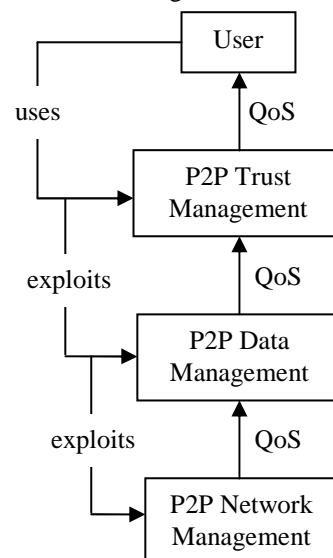 User
uses
QoS
P2P Trust
Management
exploits
QoS
P2P Data
Management
exploits
QoS
P2P Network
Management